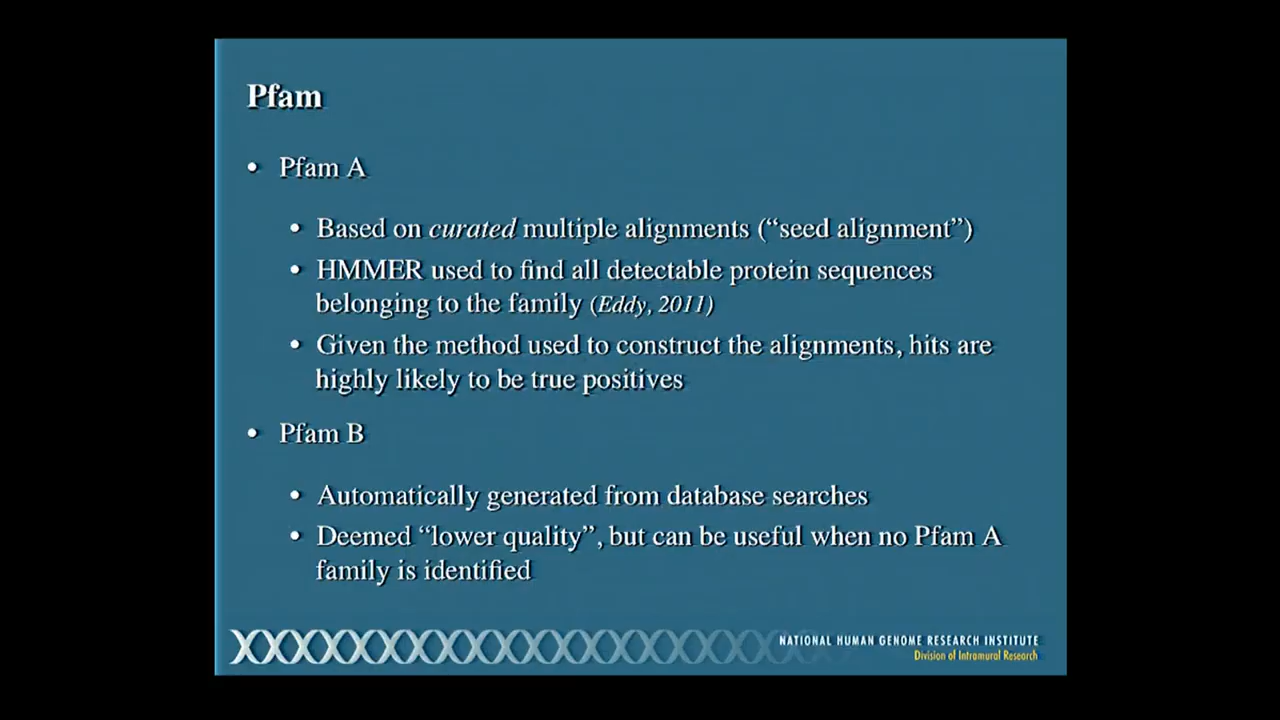 Pfam
• Pfam A
• Based on curated multiple alignments (“seed alignment”)
• HMMER used to find all detectable protein sequences
belonging to the family (Eddy, 2011)
• Given the method used to construct the alignments, hits are
highly likely to be true positives
• Pfam B
• Automatically generated from database searches
• Deemed “lower quality”, but can be useful when no Pfam A
family is identified
NATIONAL HUMAN GENOME RESEARCH INSTITUTE
Division of Intramural Research